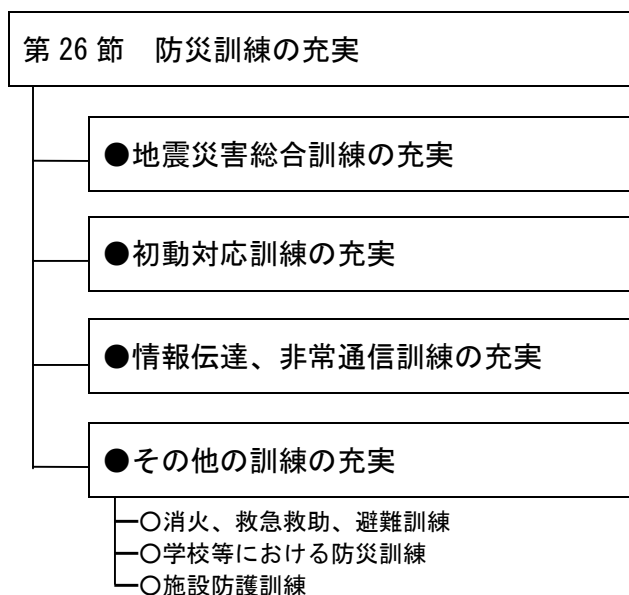 第 26 節　防災訓練の充実
●地震災害総合訓練の充実
●初動対応訓練の充実
●情報伝達、非常通信訓練の充実
●その他の訓練の充実
○消火、救急救助、避難訓練
○学校等における防災訓練
○施設防護訓練